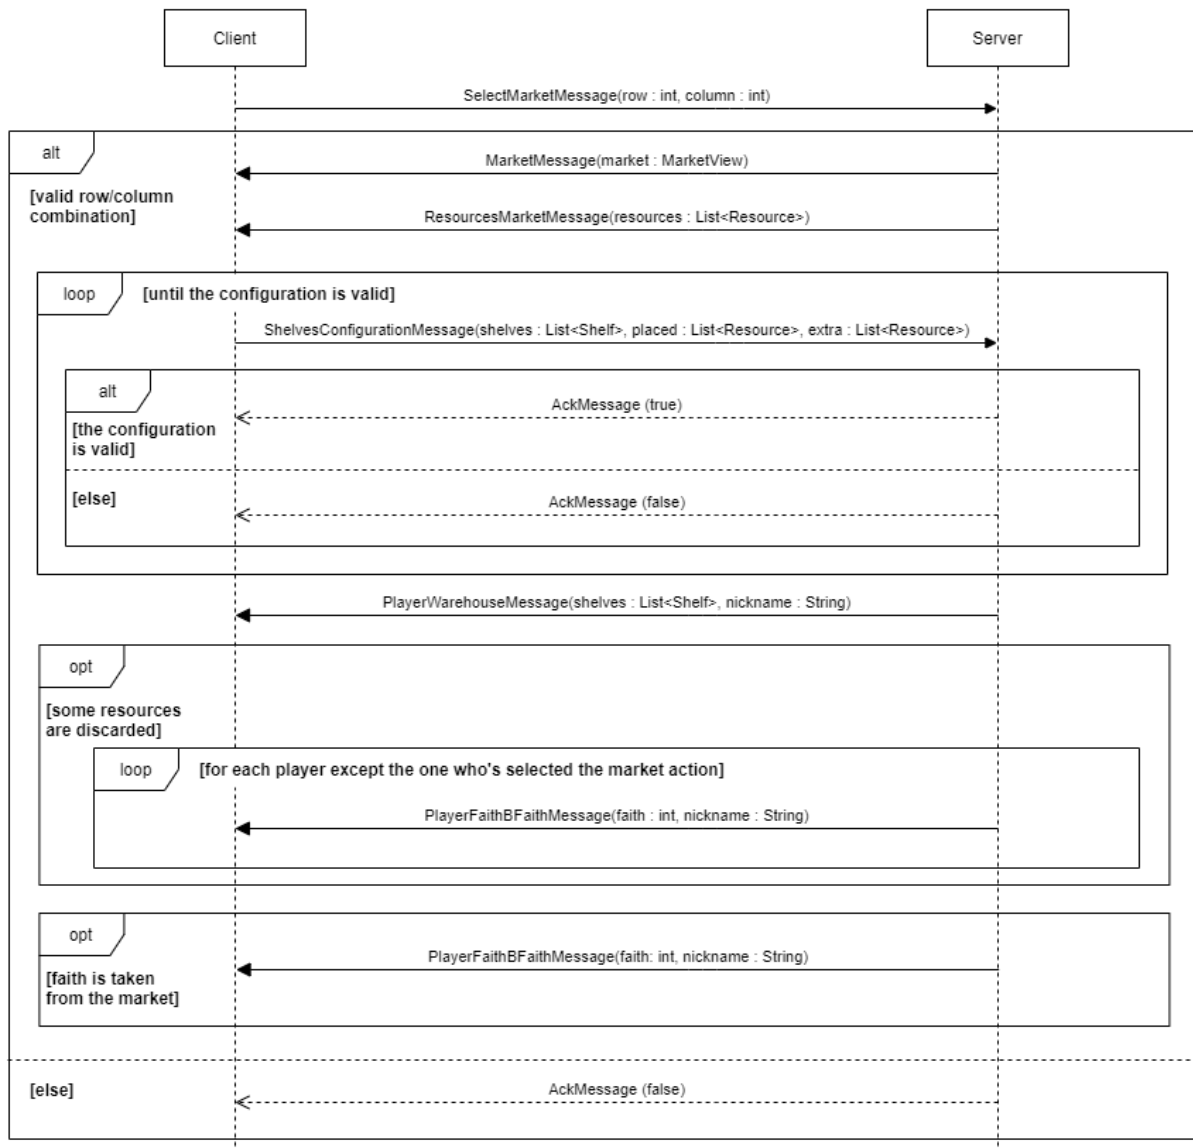 Client
Server
SelectMarketMessage(row : int, column : int)
alt
MarketMessage(market : MarketView)
[valid row/column
combination]
ResourcesMarketMessage(resources : List<Resource>)
loop
[until the configuration is valid]
ShelvesConfigurationMessage(shelves : List<Shelf>, placed : List<Resource>, extra : List<Resource>)
alt
AckMessage (true)
[the configuration
is valid]
[else]
AckMessage (false)
PlayerWarehouseMessage(shelves : List<Shelf>, nickname : String)
opt
[some resources
are discarded]
loop
[for each player except the one who's selected the market action]
PlayerFaithBFaithMessage(faith : int, nickname : String)
opt
PlayerFaithBFaithMessage(faith: int, nickname : String)
[faith is taken
from the market]
[else]
AckMessage (false)